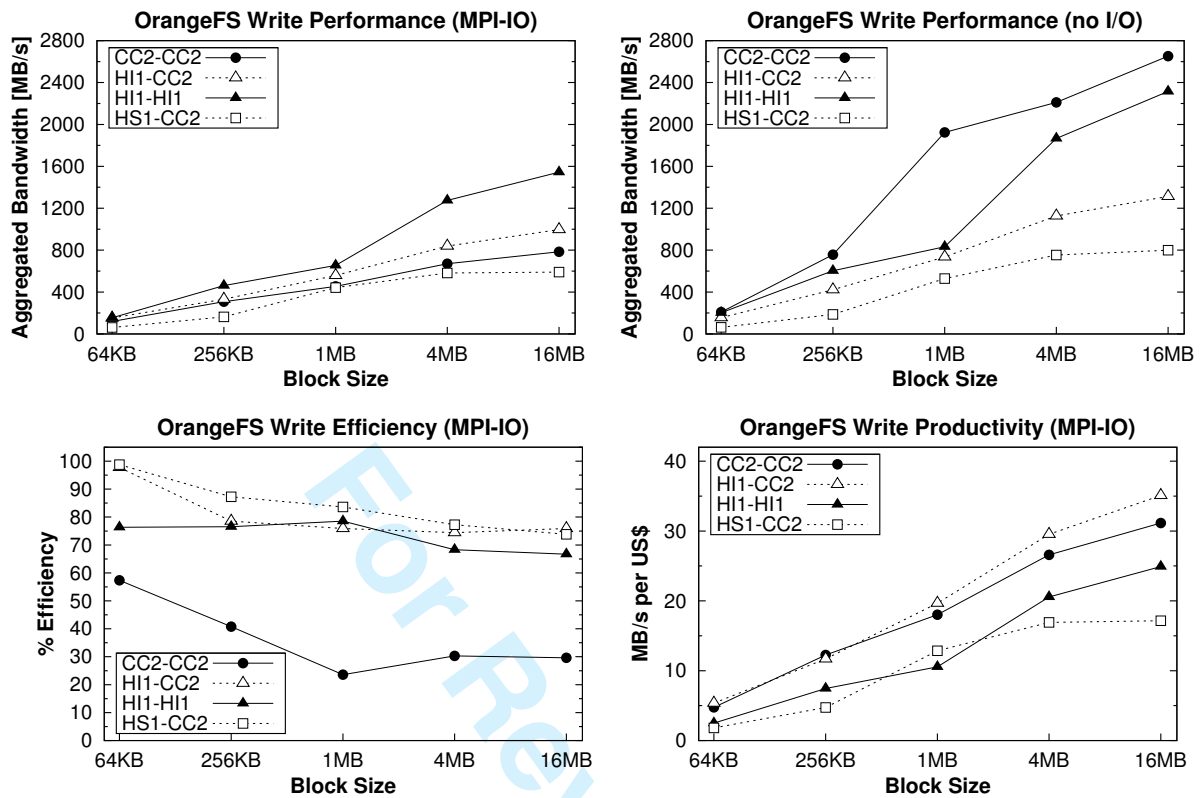 OrangeFS Write Performance (MPI-IO)
Aggregated Bandwidth [MB/s]
2800
2400
2000
1600
1200
800
400
0
CC2-CC2
HI1-CC2
HI1-HI1
HS1-CC2
64KB 256KB 1MB 4MB 16MB
Block Size
OrangeFS Write Performance (no I/O)
Aggregated Bandwidth [MB/s]
2800
2400
2000
1600
1200
800
400
0
CC2-CC2
HI1-CC2
HI1-HI1
HS1-CC2
64KB 256KB 1MB 4MB 16MB
Block Size
OrangeFS Write Efficiency (MPI-IO)
% Efficiency
100
90
80
70
60
50
40
30
20
10
0
CC2-CC2
HI1-CC2
HI1-HI1
HS1-CC2
64KB 256KB 1MB 4MB 16MB
Block Size
OrangeFS Write Productivity (MPI-IO)
MB/s per US$
40
30
20
10
0
CC2-CC2
HI1-CC2
HI1-HI1
HS1-CC2
64KB 256KB 1MB 4MB 16MB
Block Size
For Rev